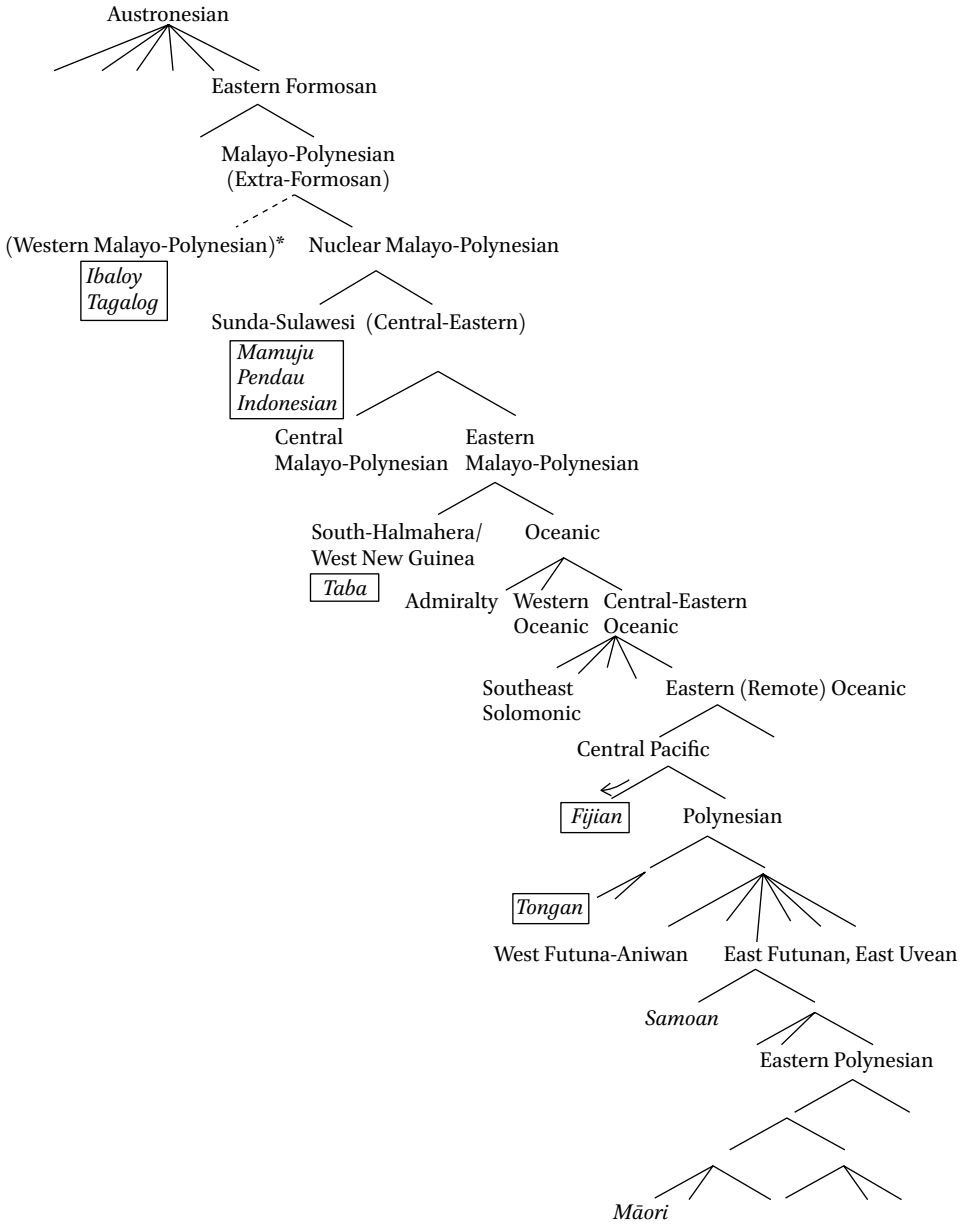 Austronesian
Eastern Formosan
Malayo-Polynesian
(Extra-Formosan)
(Western Malayo-Polynesian)* Nuclear Malayo-Polynesian
Ibaloy
Tagalog
Sunda-Sulawesi (Central-Eastern)
Mamuju
Pendau
Indonesian
Central
Malayo-Polynesian
Eastern
Malayo-Polynesian
South-Halmahera/
West New Guinea
Oceanic
Taba
Admiralty
Western
Oceanic
Central-Eastern
Oceanic
Southeast
Solomonic
Eastern (Remote) Oceanic
Central Pacific
Fijian
Polynesian
Tongan
West Futuna-Aniwan
East Futunan, East Uvean
Samoan
Eastern Polynesian
Māori